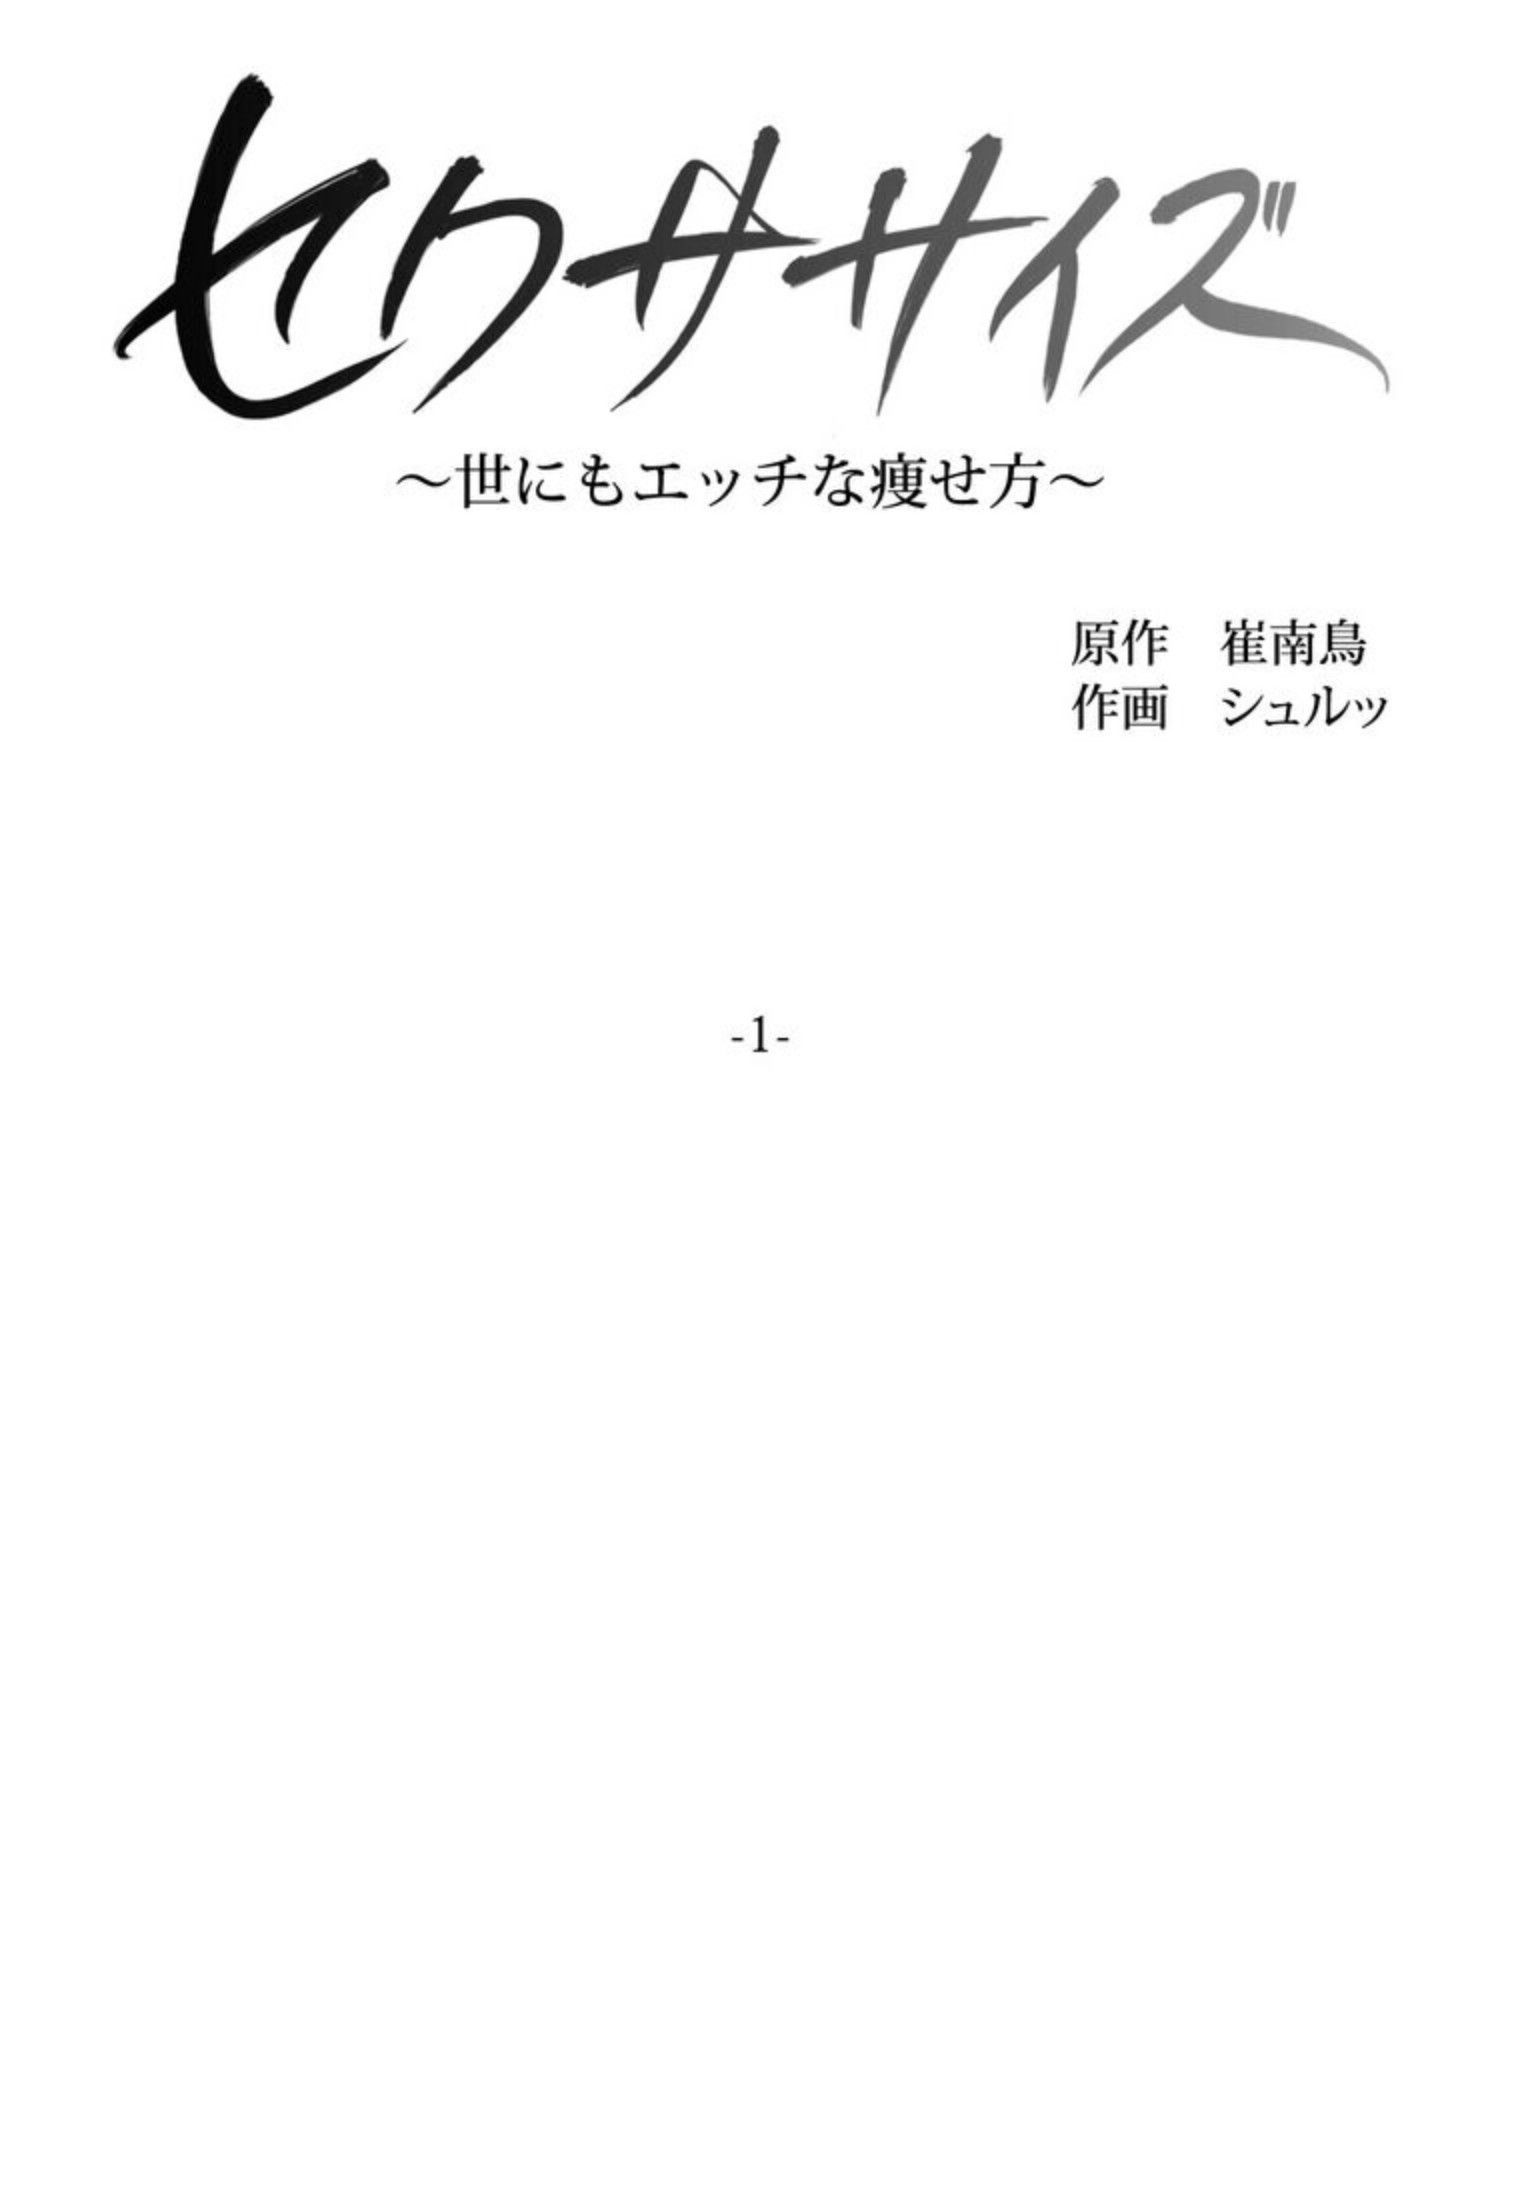 セクササイズ
～世にもエッチな痩せ方～
原作　崔南鳥
作画　シュルッ
-1-